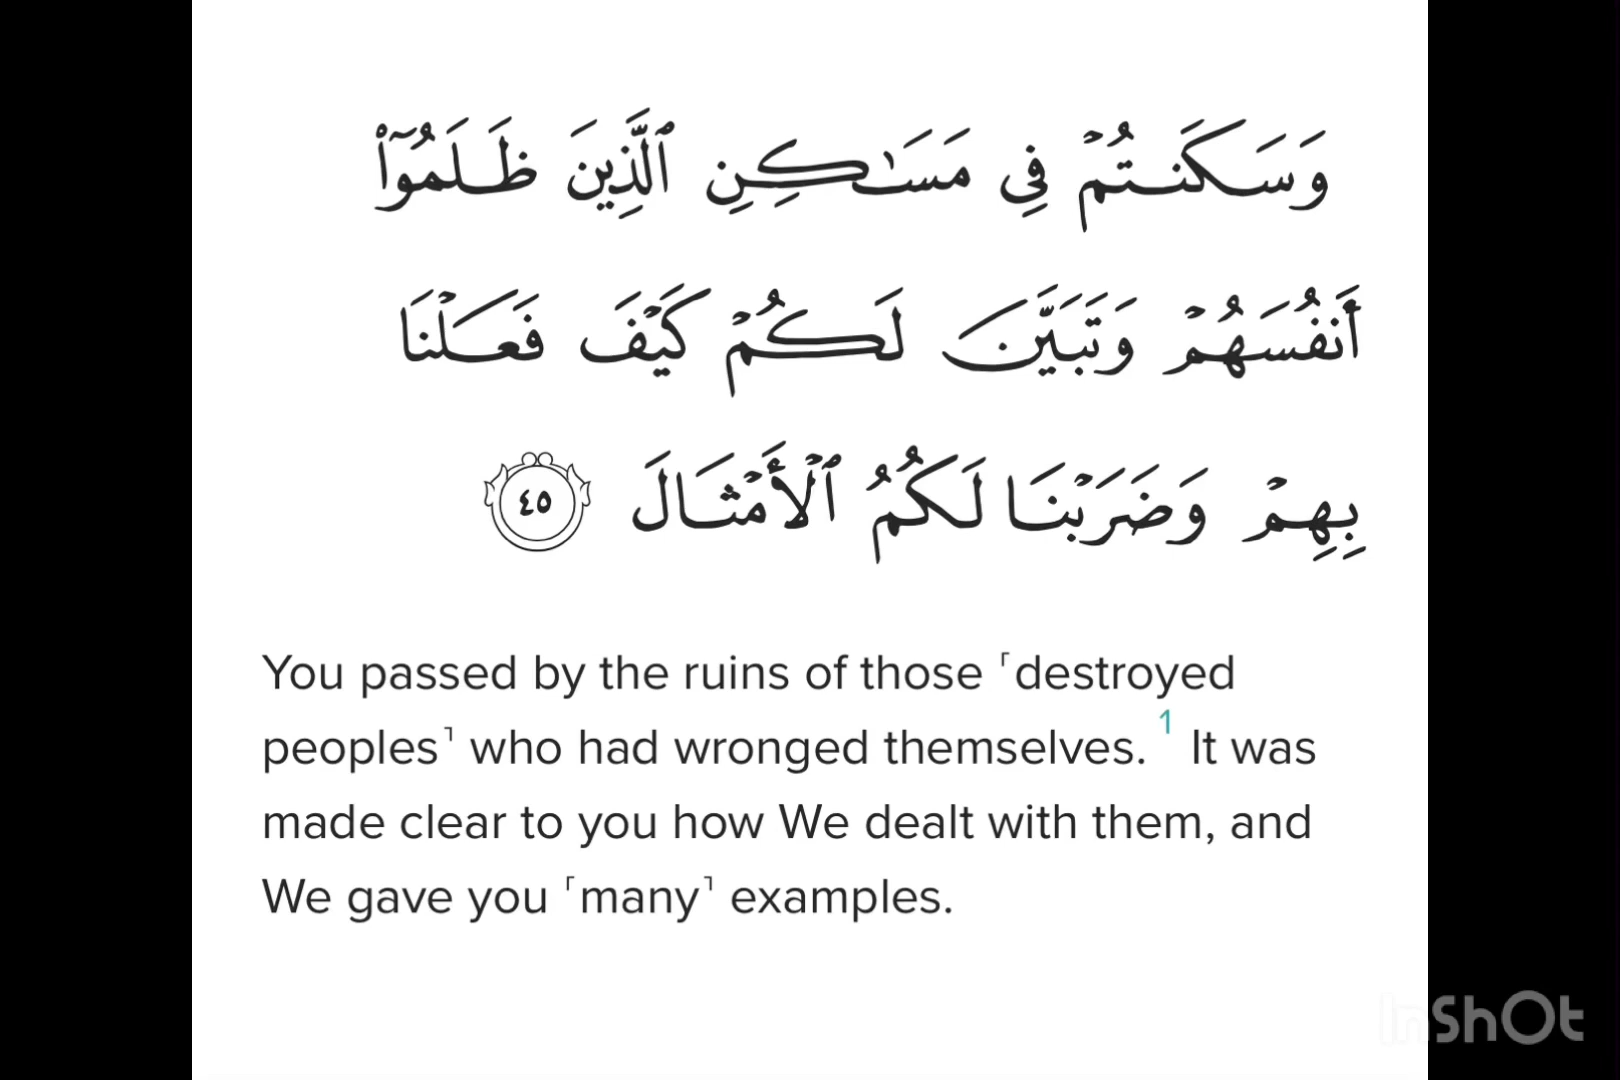 وَسَكَنتُمْ فِى مَسَٰكِنِ ٱلَّذِينَ ظَلَمُوٓا۟
أَنفُسَهُمْ وَتَبَيَّنَ لَكُمْ كَيْفَ فَعَلْنَا
بِهِمْ وَضَرَبْنَا لَكُمُ ٱلْأَمْثَالَ ٤٥
You passed by the ruins of those ˹destroyed
peoples˺ who had wronged themselves. 1 It was
made clear to you how We dealt with them, and
We gave you ˹many˺ examples.
InShOt